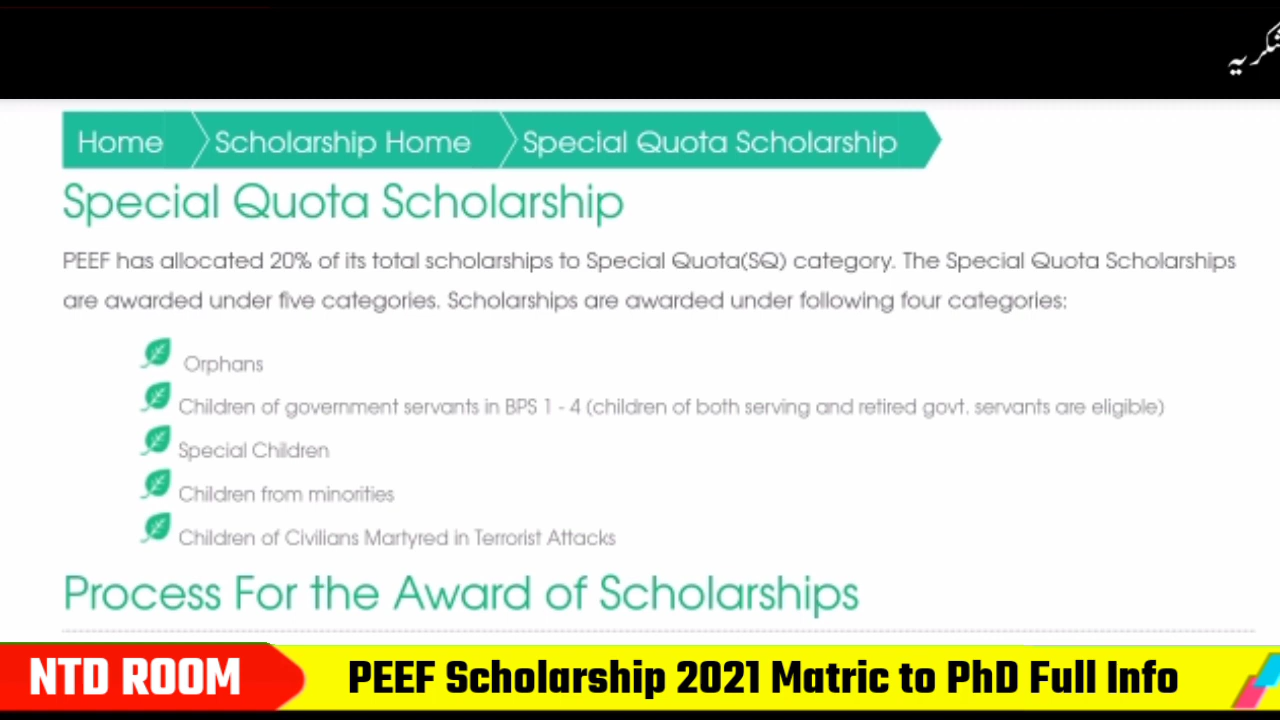 Home Scholarship Home Special Quota Scholarship
Special Quota Scholarship
PEEF has allocated 20% of its total scholarships to Special Quota(SQ) category. The Special Quota Scholarships
are awarded under five categories. Scholarships are awarded under following four categories:
Orphans
Children of government servants in BPS 1 - 4 (children of both serving and retired govt. servants are eligible)
Special Children
Children from minorities
Children of Civilians Martyred in Terrorist Attacks
Process For the Award of Scholarships
NTD ROOM PEEF Scholarship 2021 Matric to PhD Full Info